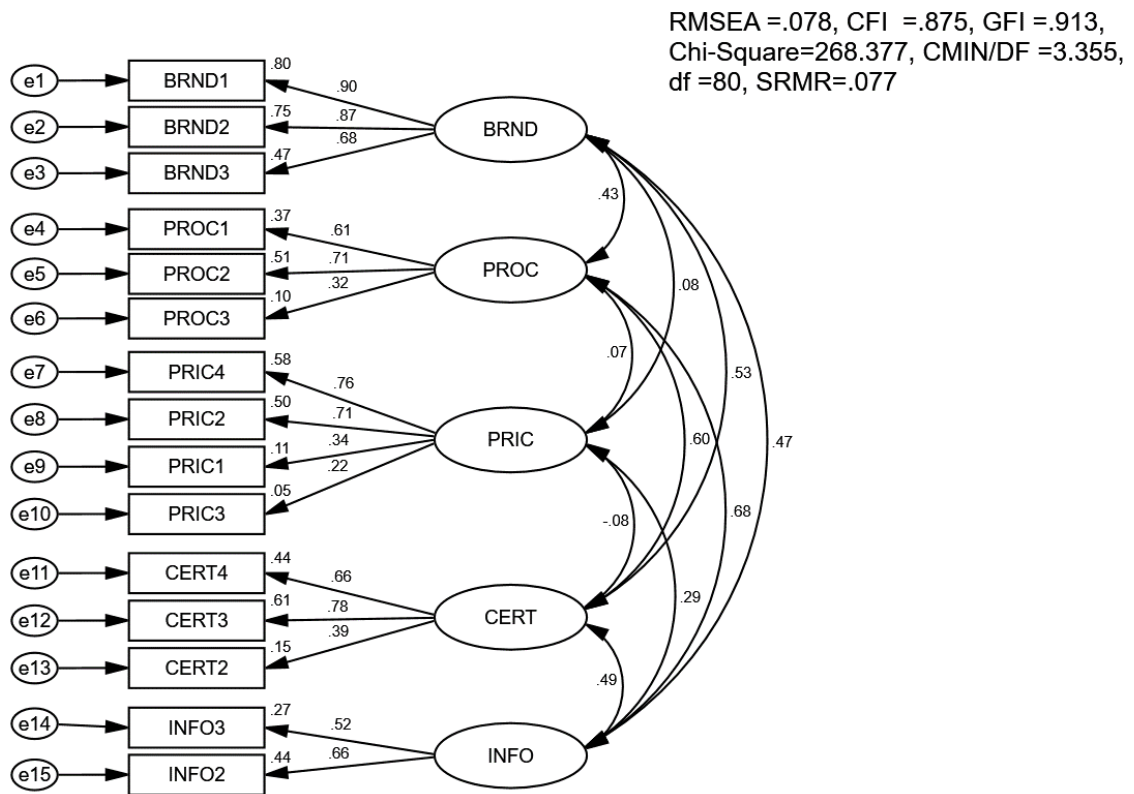 RMSEA =.078, CFI =.875, GFI =.913,
Chi-Square=268.377, CMIN/DF =3.355,
df =80, SRMR=.077
e1 BRND1 .80 .90
e2 BRND2 .75 .87
e3 BRND3 .47 .68
BRND
.43
e4 PROC1 .37 .61
e5 PROC2 .51 .71
e6 PROC3 .10 .32
PROC
.08
.07
e7 PRIC4 .58 .76
e8 PRIC2 .50 .71
e9 PRIC1 .11 .34
e10 PRIC3 .05 .22
PRIC
.53
.60
.47
-.08
.68
e11 CERT4 .44 .66
e12 CERT3 .61 .78
e13 CERT2 .15 .39
CERT
.29
.49
e14 INFO3 .27 .52
e15 INFO2 .44 .66
INFO